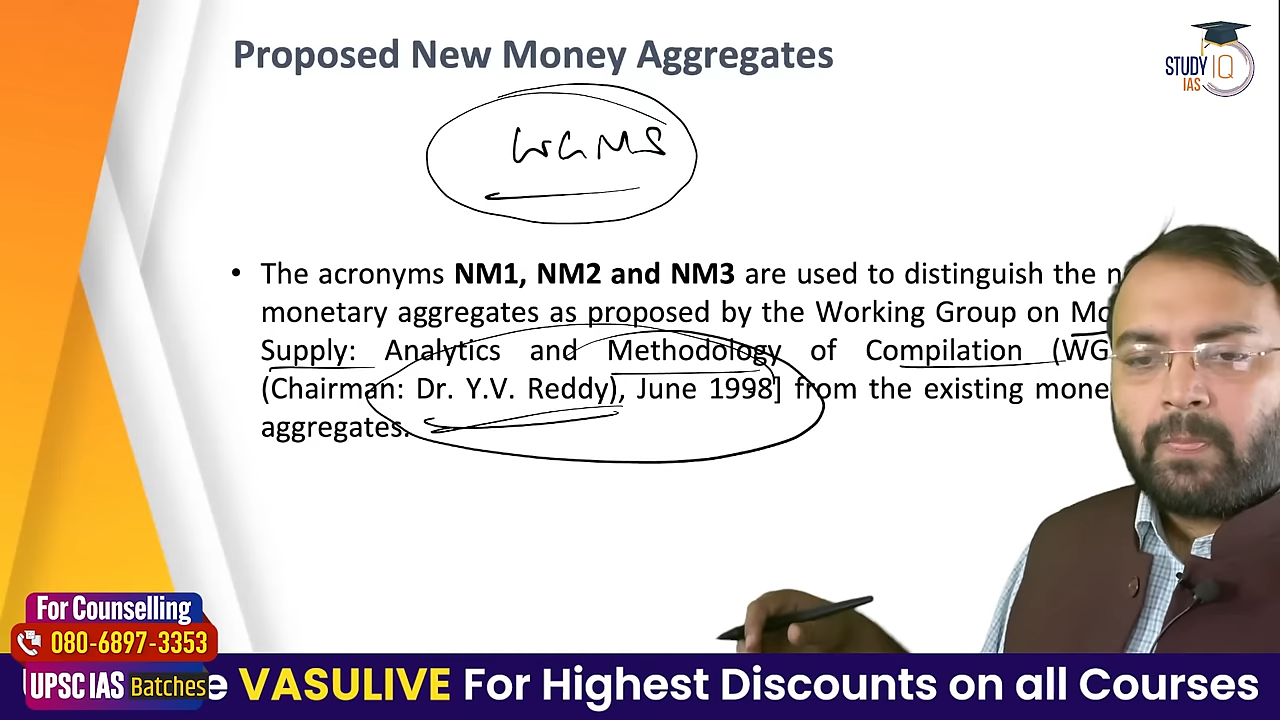 Proposed New Money Aggregates
STUDY IQ
IAS
WGMS
• The acronyms NM1, NM2 and NM3 are used to distinguish the
monetary aggregates as proposed by the Working Group on
Supply: Analytics and Methodology of Compilation
(Chairman: Dr. Y.V. Reddy), June 1998] from the existing
aggregates.
For Counselling
080-6897-3353
UPSC IAS Batches
VASULIVE For Highest Discounts on all Courses